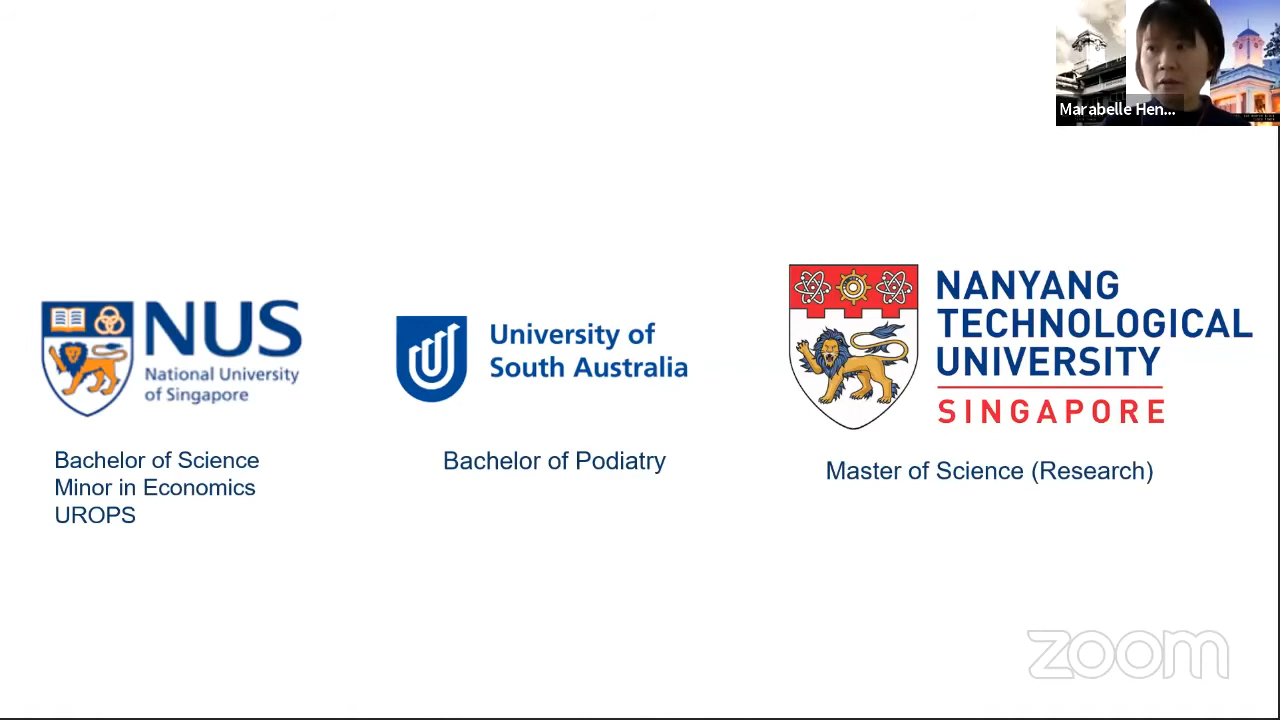 Marabelle Hen...
NUS
National University
of Singapore
Bachelor of Science
Minor in Economics
UROPS
University of
South Australia
Bachelor of Podiatry
NANYANG
TECHNOLOGICAL
UNIVERSITY
SINGAPORE
Master of Science (Research)
zoom